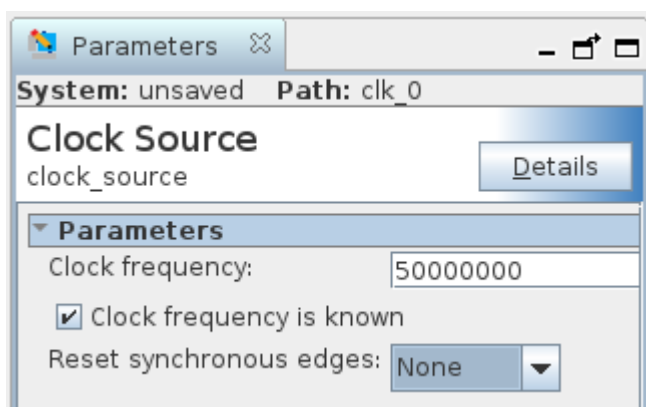 Parameters
System: unsaved Path: clk_0
Clock Source
clock_source
Details
Parameters
Clock frequency: 50000000
Clock frequency is known
Reset synchronous edges: None